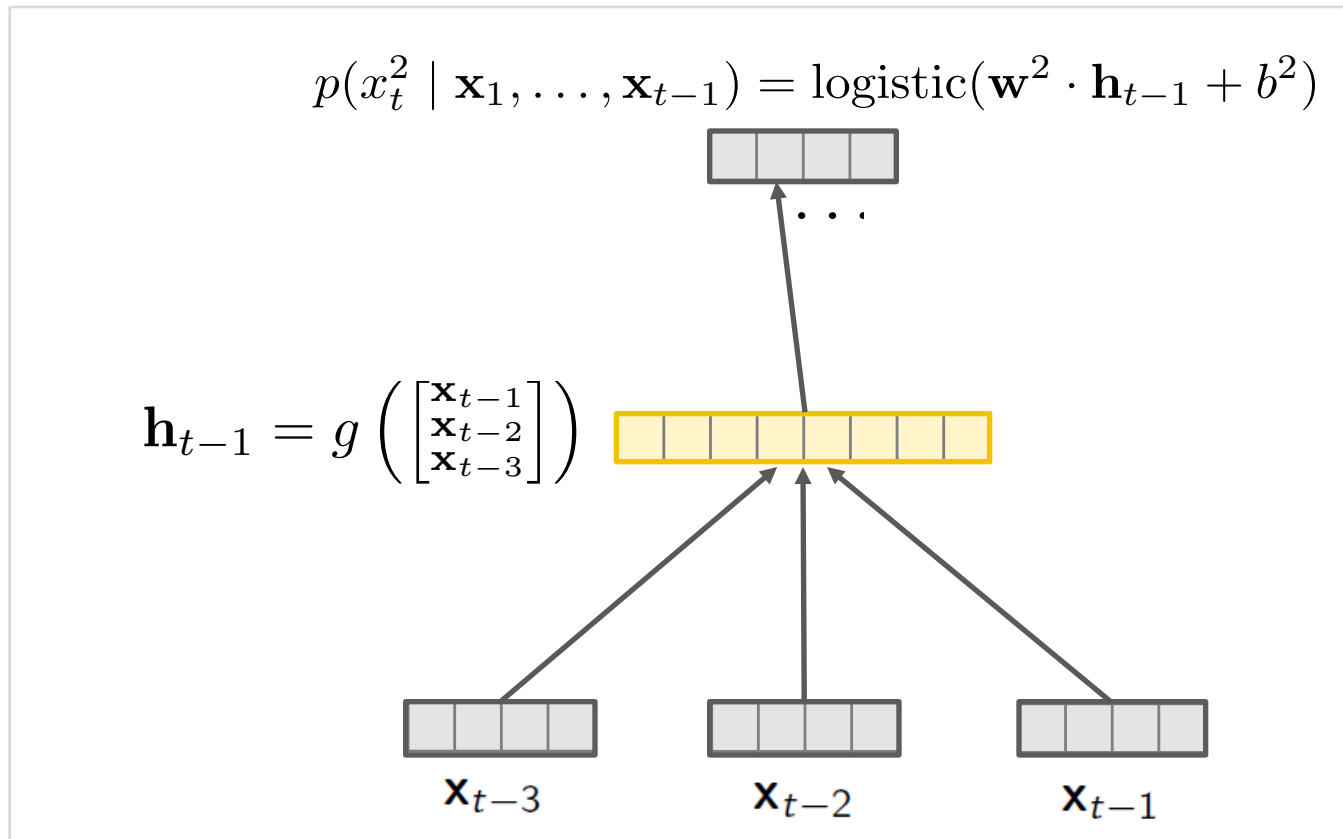 p(x_t^2 | 𝐱_1, . . . , 𝐱_{t−1}) = logistic(𝐰^2 · 𝐡_{t−1} + b^2)
. . .
𝐡_{t−1} = g ( [ 𝐱_{t−1} 𝐱_{t−2} 𝐱_{t−3} ] )
𝐱_{t−3} 𝐱_{t−2} 𝐱_{t−1}